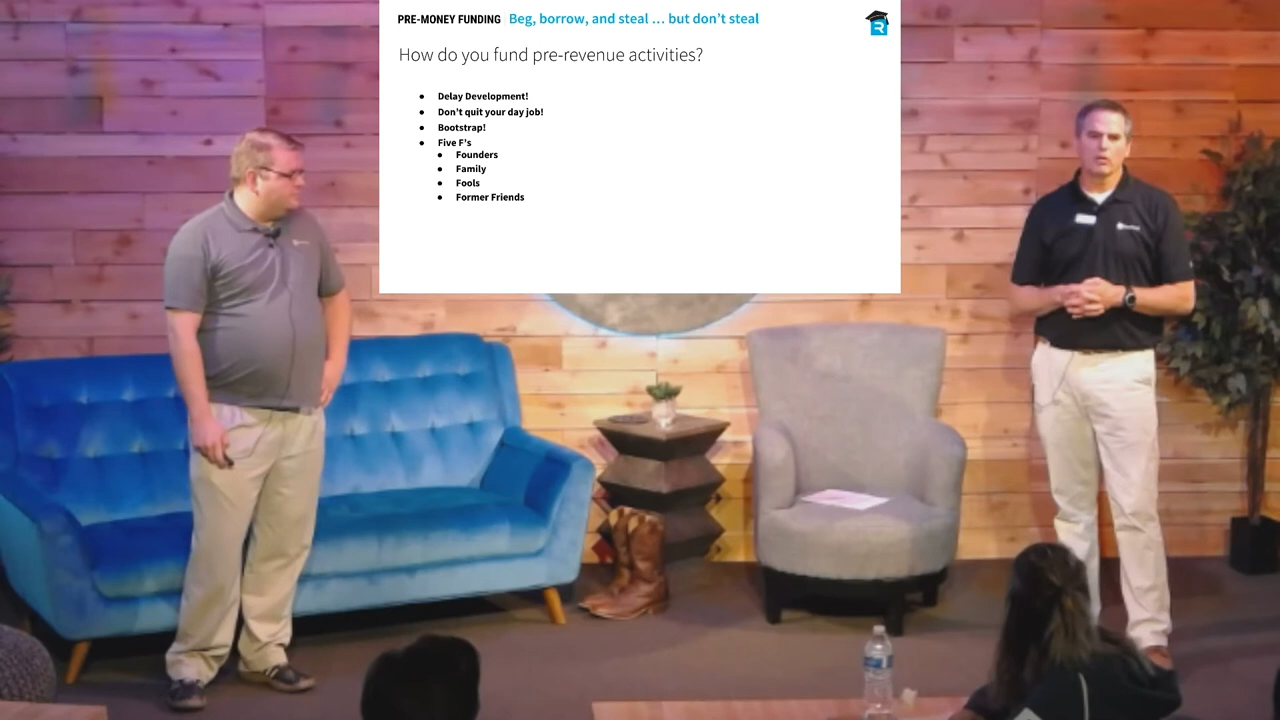 PRE-MONEY FUNDING Beg, borrow, and steal … but don't steal
How do you fund pre-revenue activities?
● Delay Development!
● Don't quit your day job!
● Bootstrap!
● Five F's
● Founders
● Family
● Fools
● Former Friends
R